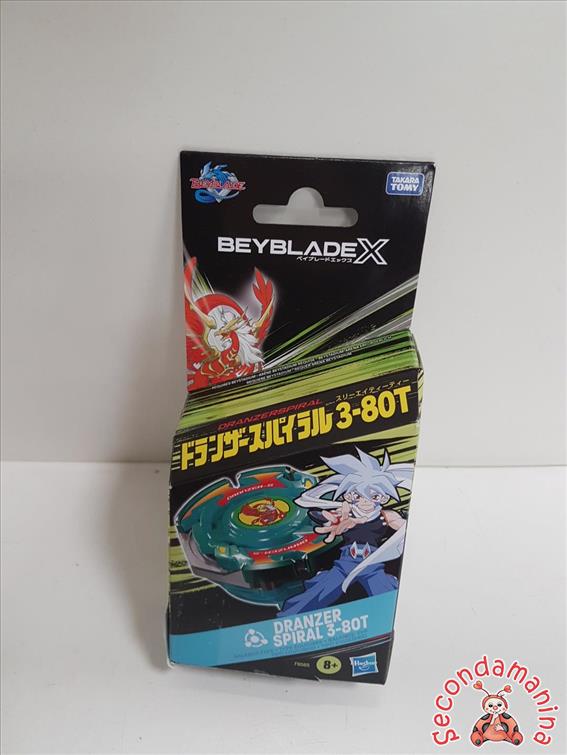 BEYBLADE
TAKARA
TOMY
BEYBLADE X
ベイブレードエックス
DRANZERSPIRAL
スリーエイティーティー
ドランザースパイラル 3-80T
DRANZER-S
DRANZER-S
DRANZER
SPIRAL 3-80T
8+
Hasbro
Secondamanina